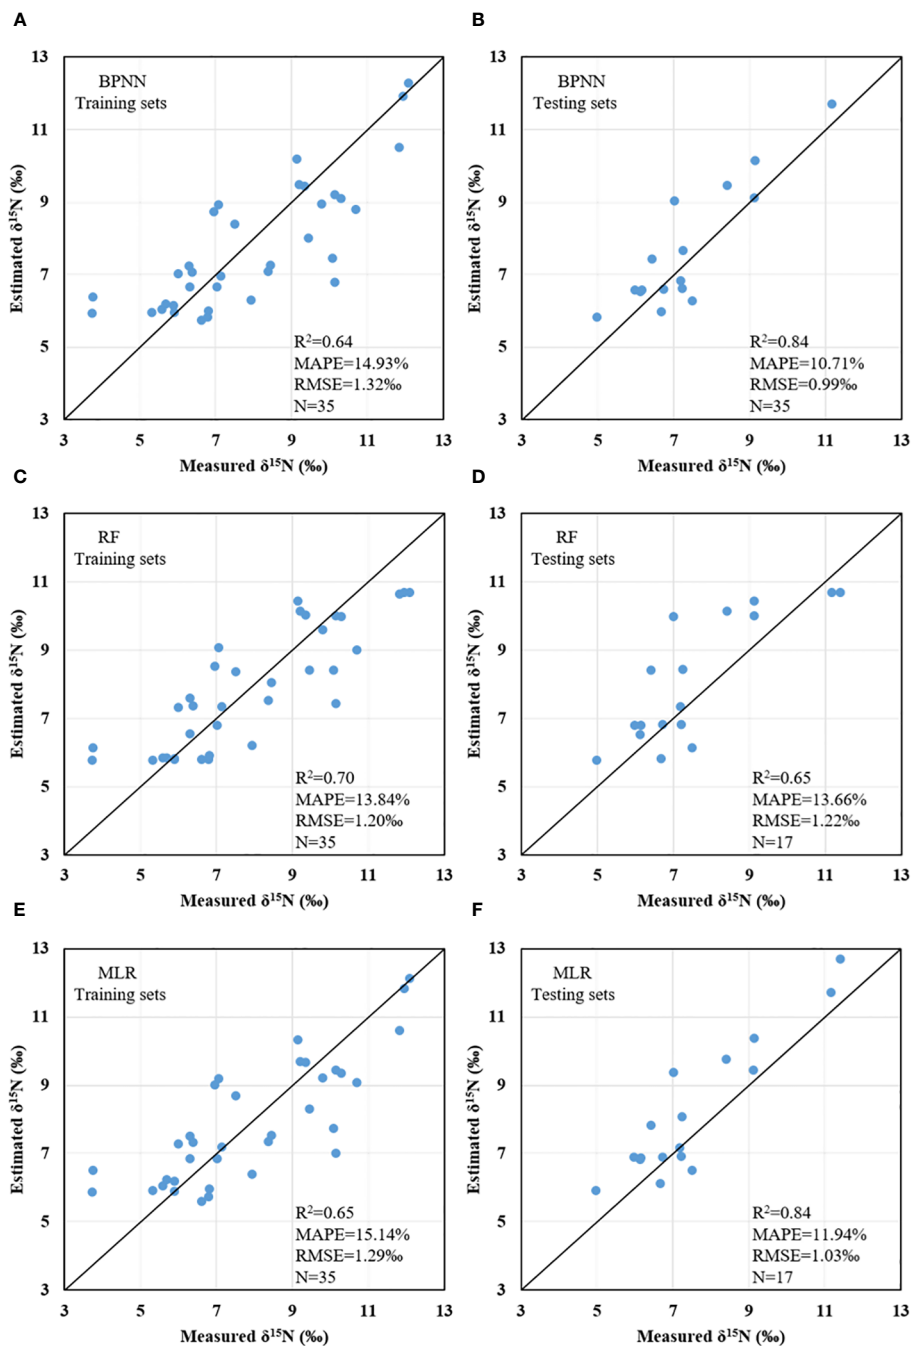 A
13
11
9
7
5
3
3 5 7 9 11 13
Estimated δ¹⁵N (‰)
Measured δ¹⁵N (‰)
BPNN
Training sets
R²=0.64
MAPE=14.93%
RMSE=1.32‰
N=35
B
13
11
9
7
5
3
3 5 7 9 11 13
Estimated δ¹⁵N (‰)
Measured δ¹⁵N (‰)
BPNN
Testing sets
R²=0.84
MAPE=10.71%
RMSE=0.99‰
N=35
C
13
11
9
7
5
3
3 5 7 9 11 13
Estimated δ¹⁵N (‰)
Measured δ¹⁵N (‰)
RF
Training sets
R²=0.70
MAPE=13.84%
RMSE=1.20‰
N=35
D
13
11
9
7
5
3
3 5 7 9 11 13
Estimated δ¹⁵N (‰)
Measured δ¹⁵N (‰)
RF
Testing sets
R²=0.65
MAPE=13.66%
RMSE=1.22‰
N=17
E
13
11
9
7
5
3
3 5 7 9 11 13
Estimated δ¹⁵N (‰)
Measured δ¹⁵N (‰)
MLR
Training sets
R²=0.65
MAPE=15.14%
RMSE=1.29‰
N=35
F
13
11
9
7
5
3
3 5 7 9 11 13
Estimated δ¹⁵N (‰)
Measured δ¹⁵N (‰)
MLR
Testing sets
R²=0.84
MAPE=11.94%
RMSE=1.03‰
N=17